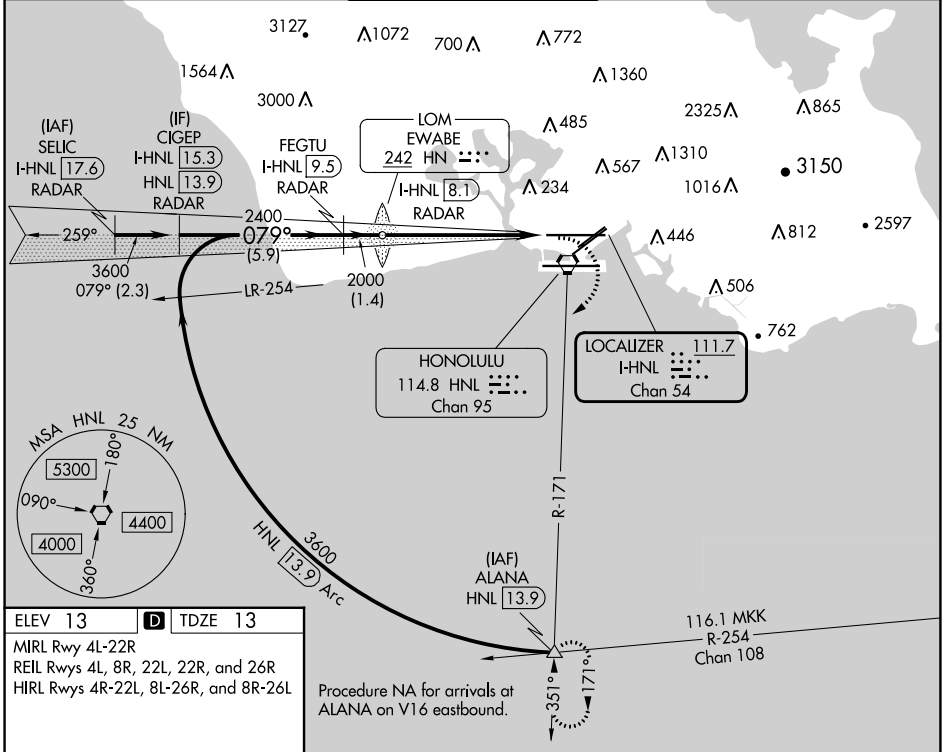 3127
1072
700
772
1564
1360
3000
2325
865
485
1310
567
3150
1016
234
446
812
2597
506
762
(IAF)
SELIC
I-HNL 17.6
RADAR
(IF)
CIGEP
I-HNL 15.3
HNL 13.9
RADAR
FEGTU
I-HNL 9.5
RADAR
LOM
EWABE
242 HN
I-HNL 8.1
RADAR
259°
2400
079°
(5.9)
3600
079° (2.3)
2000
(1.4)
LR-254
HONOLULU
114.8 HNL
Chan 95
LOCALIZER 111.7
I-HNL
Chan 54
R-171
MSA HNL 25 NM
180°
5300
090°
4400
4000
360°
3600
HNL 13.9 Arc
(IAF)
ALANA
HNL 13.9
116.1 MKK
R-254
Chan 108
351°
171°
ELEV 13 D TDZE 13
MIRL Rwy 4L-22R
REIL Rwys 4L, 8R, 22L, 22R, and 26R
HIRL Rwys 4R-22L, 8L-26R, and 8R-26L
Procedure NA for arrivals at
ALANA on V16 eastbound.